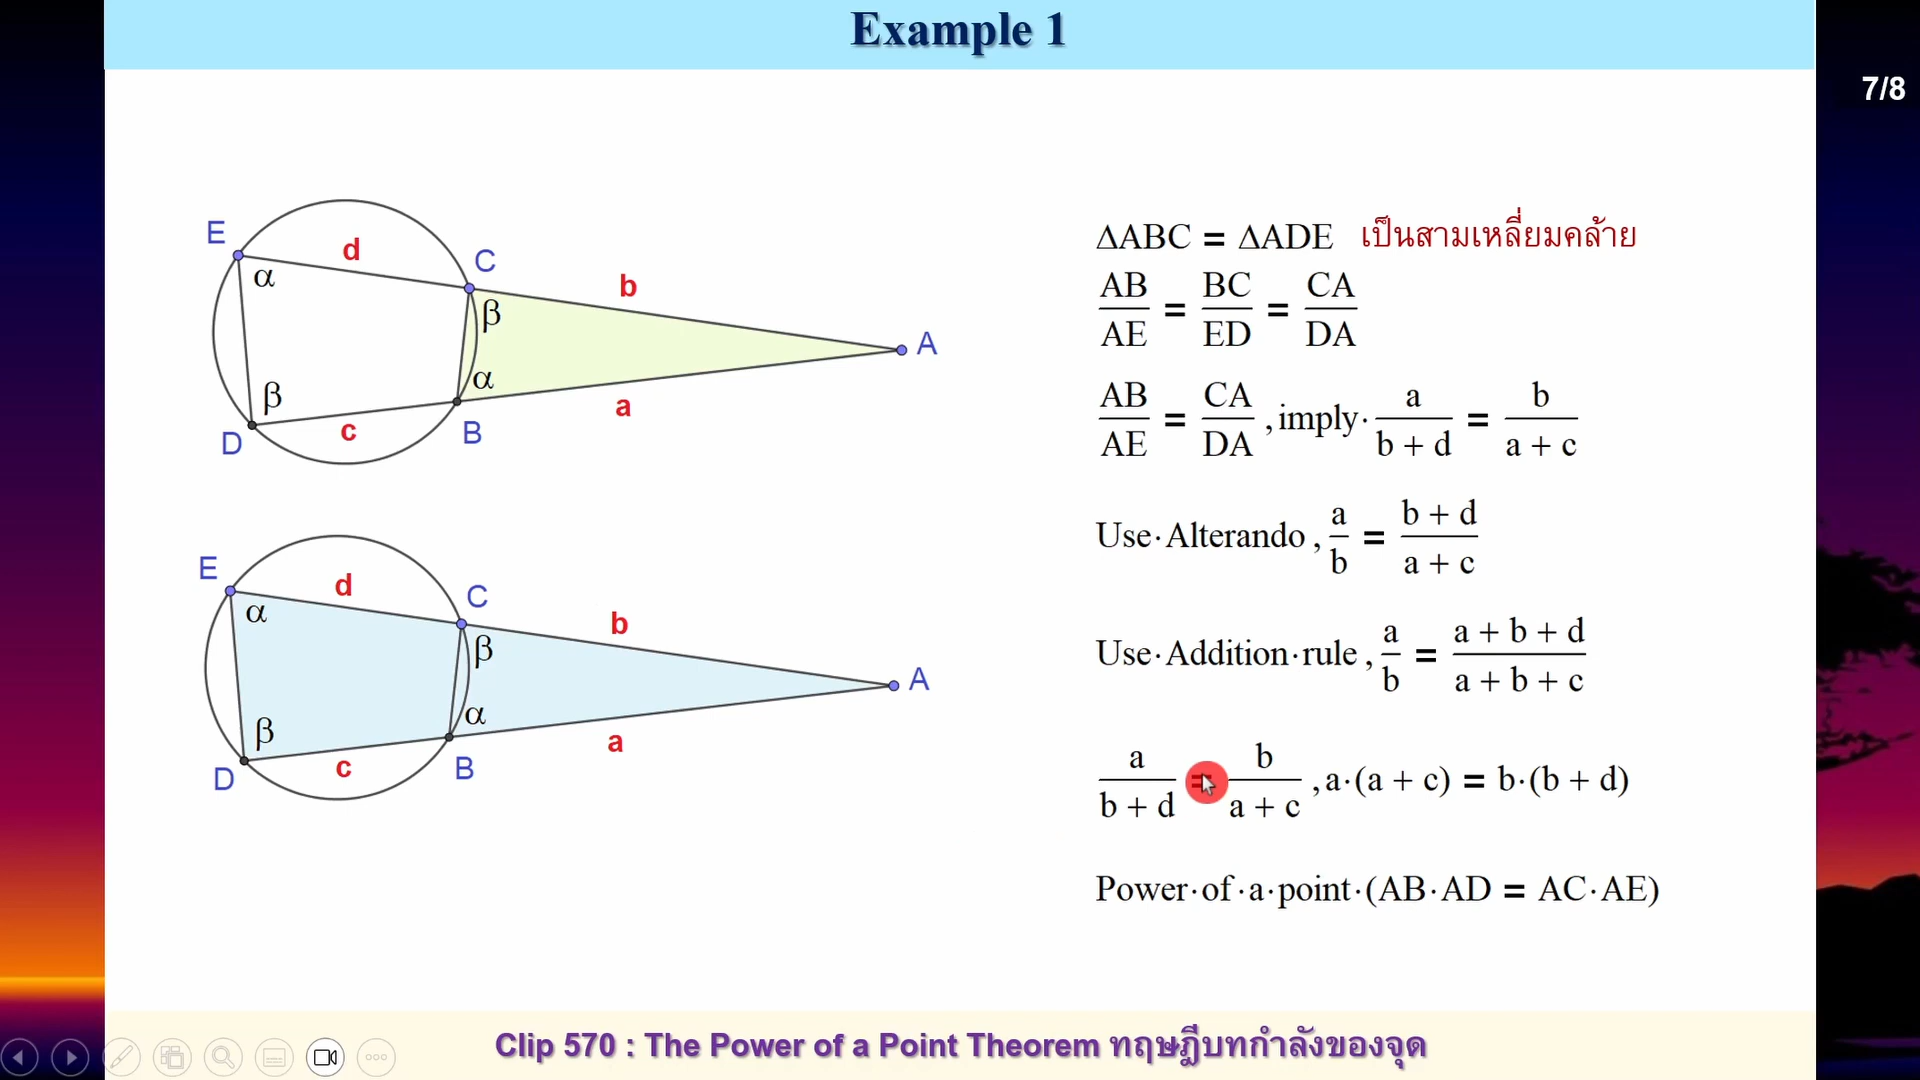 Example 1
7/8
E
d
C
α
β
b
A
β
α
a
D
c
B
E
d
C
α
β
b
A
β
α
a
D
c
B
ΔABC = ΔADE เป็นสามเหลี่ยมคล้าย
AB/AE = BC/ED = CA/DA
AB/AE = CA/DA , imply· a/(b + d) = b/(a + c)
Use·Alterando , a/b = (b + d)/(a + c)
Use·Addition·rule , a/b = (a + b + d)/(a + b + c)
a/(b + d) = b/(a + c) , a·(a + c) = b·(b + d)
Power·of·a·point·(AB·AD = AC·AE)
Clip 570 : The Power of a Point Theorem ทฤษฎีบทกำลังของจุด